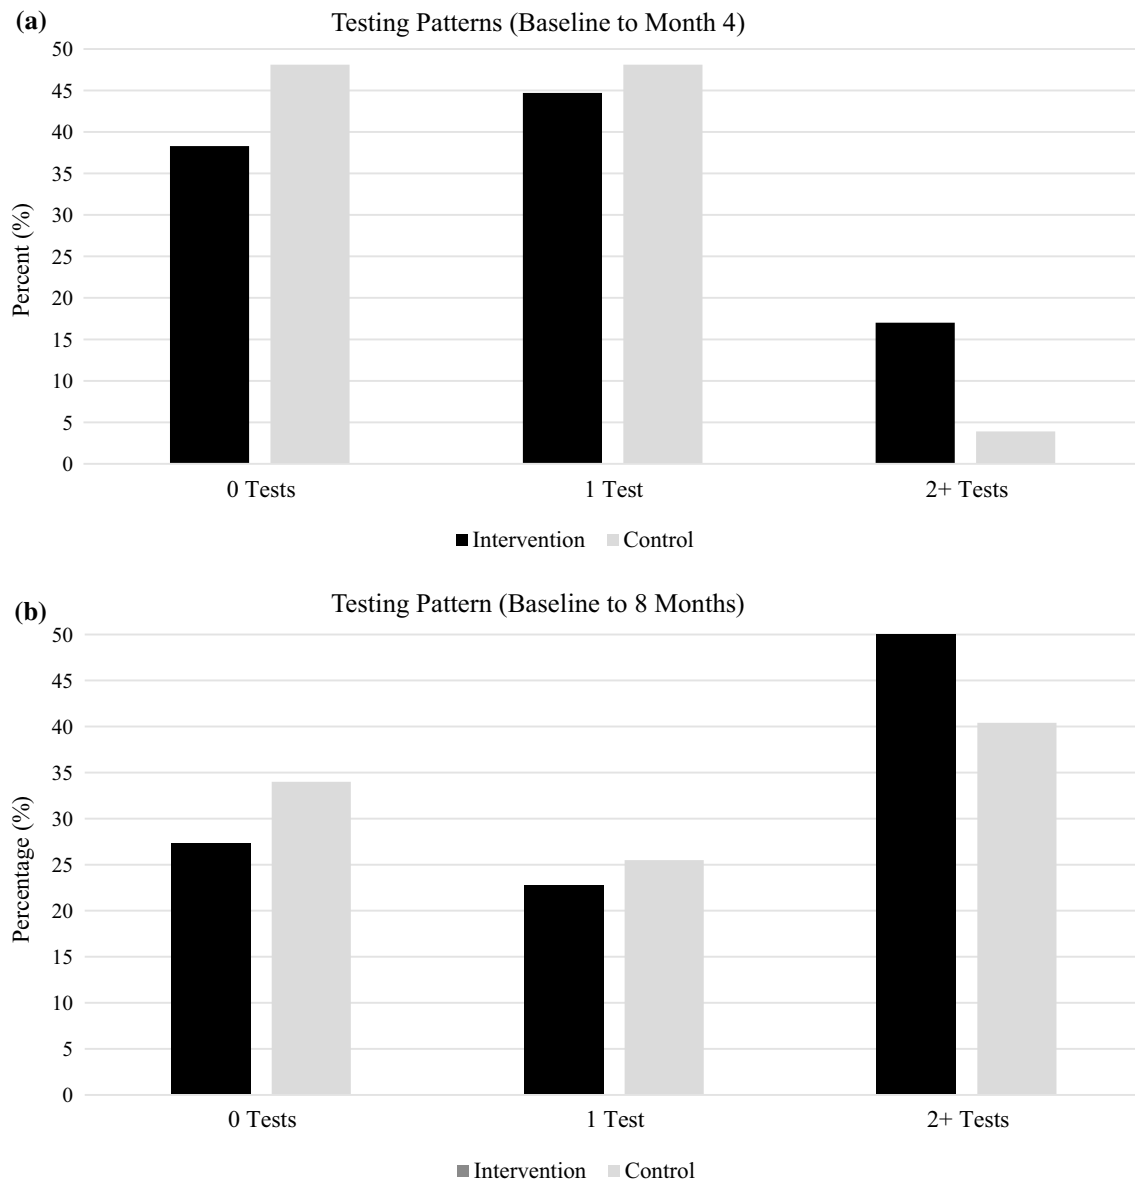 (a)
Testing Patterns (Baseline to Month 4)
50
45
40
35
30
25
20
15
10
5
0
Percent (%)
0 Tests 1 Test 2+ Tests
Intervention Control
(b)
Testing Pattern (Baseline to 8 Months)
50
45
40
35
30
25
20
15
10
5
0
Percentage (%)
0 Tests 1 Test 2+ Tests
Intervention Control